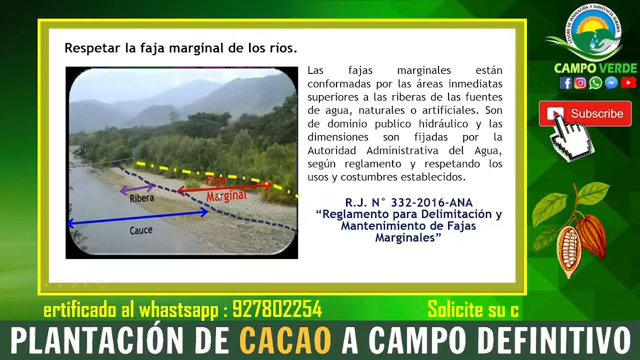 Respetar la faja marginal de los ríos.
Las fajas marginales están
conformadas por las áreas inmediatas
superiores a las riberas de las fuentes
de agua, naturales o artificiales. Son
de dominio publico hidráulico y las
dimensiones son fijadas por la
Autoridad Administrativa del Agua,
según reglamento y respetando los
usos y costumbres establecidos.
R.J. N° 332-2016-ANA
“Reglamento para Delimitación y
Mantenimiento de Fajas
Marginales”
Faja
Marginal
Ribera
Cauce
CAMPO VERDE
Subscribe
ertificado al whastsapp : 927802254
Solicite su c
PLANTACIÓN DE CACAO A CAMPO DEFINITIVO